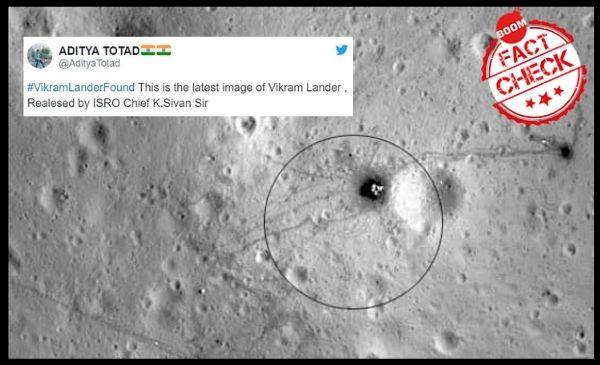 ADITYA TOTAD
@AdityaTotad
#VikramLanderFound This is the latest image of Vikram Lander ,
Realesed by ISRO Chief K.Sivan Sir
BOOM
FACT
CHECK